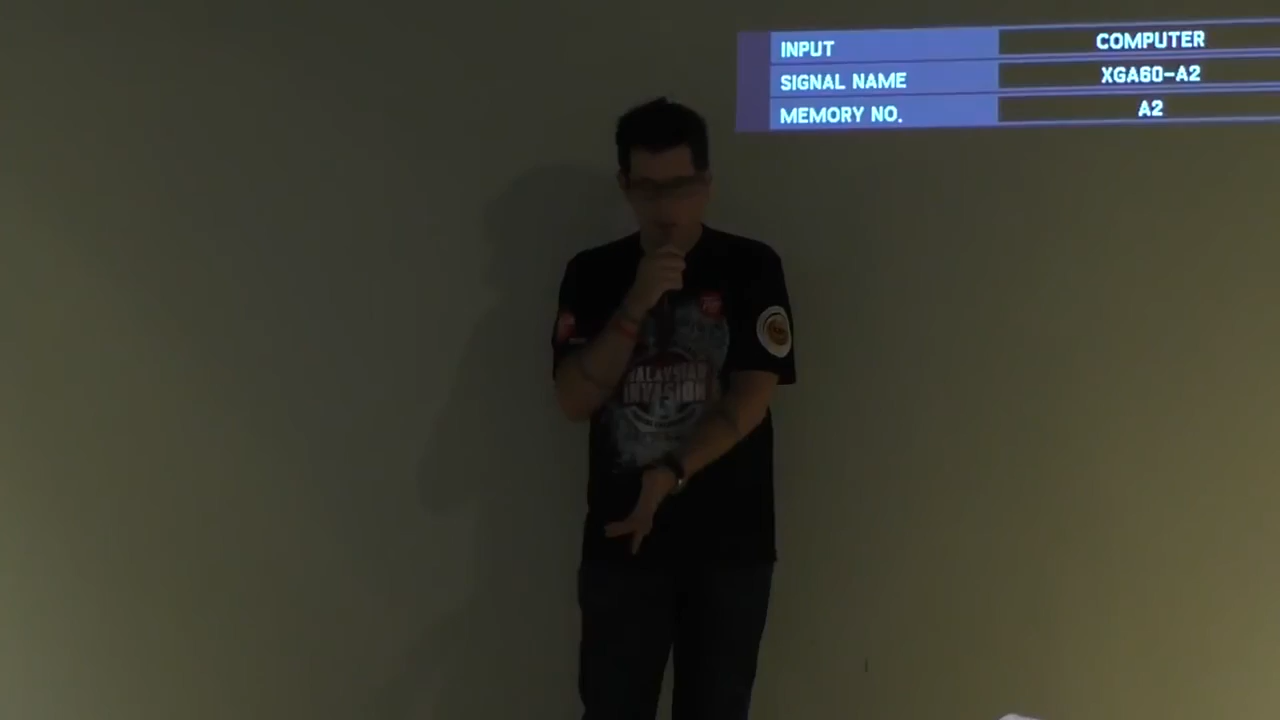 INPUT COMPUTER
SIGNAL NAME XGA60-A2
MEMORY NO. A2
MALAYSIAN
INVASION